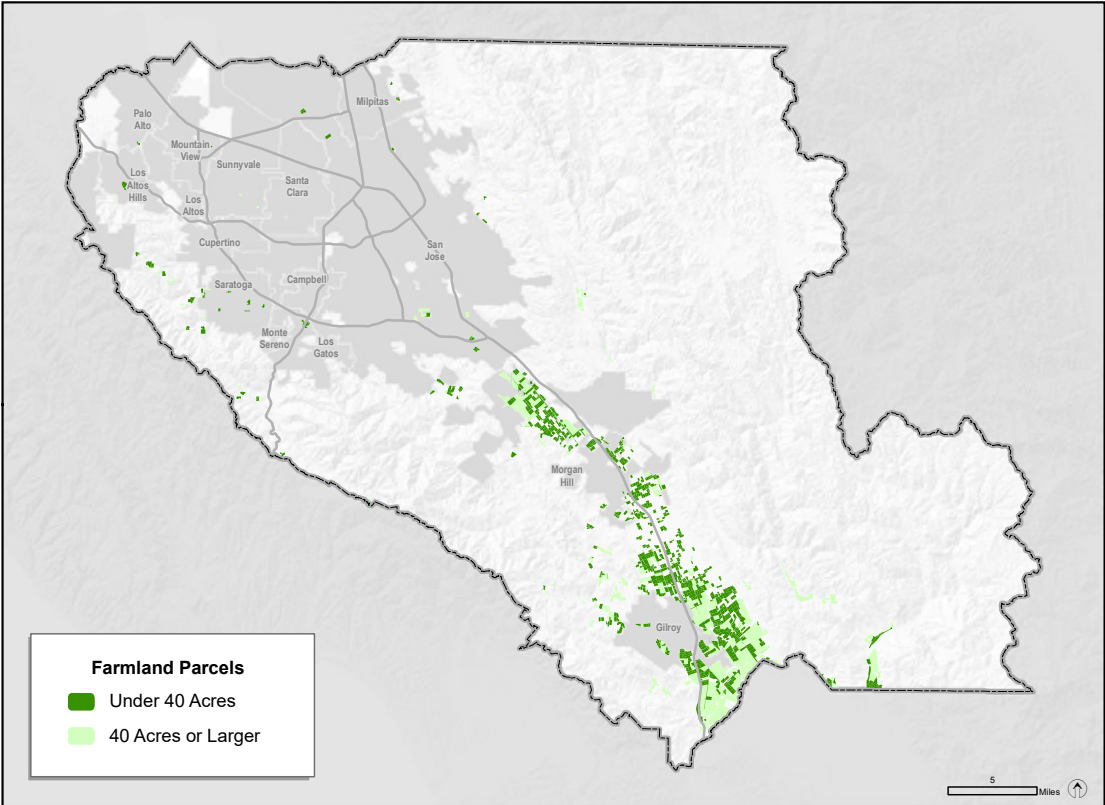 Milpitas
Palo
Alto
Mountain
View
Sunnyvale
Los
Altos
Hills
Santa
Clara
Los
Altos
Cupertino
San
Jose
Saratoga
Campbell
Monte
Sereno
Los
Gatos
Morgan
Hill
Gilroy
Farmland Parcels
Under 40 Acres
40 Acres or Larger
5
Miles